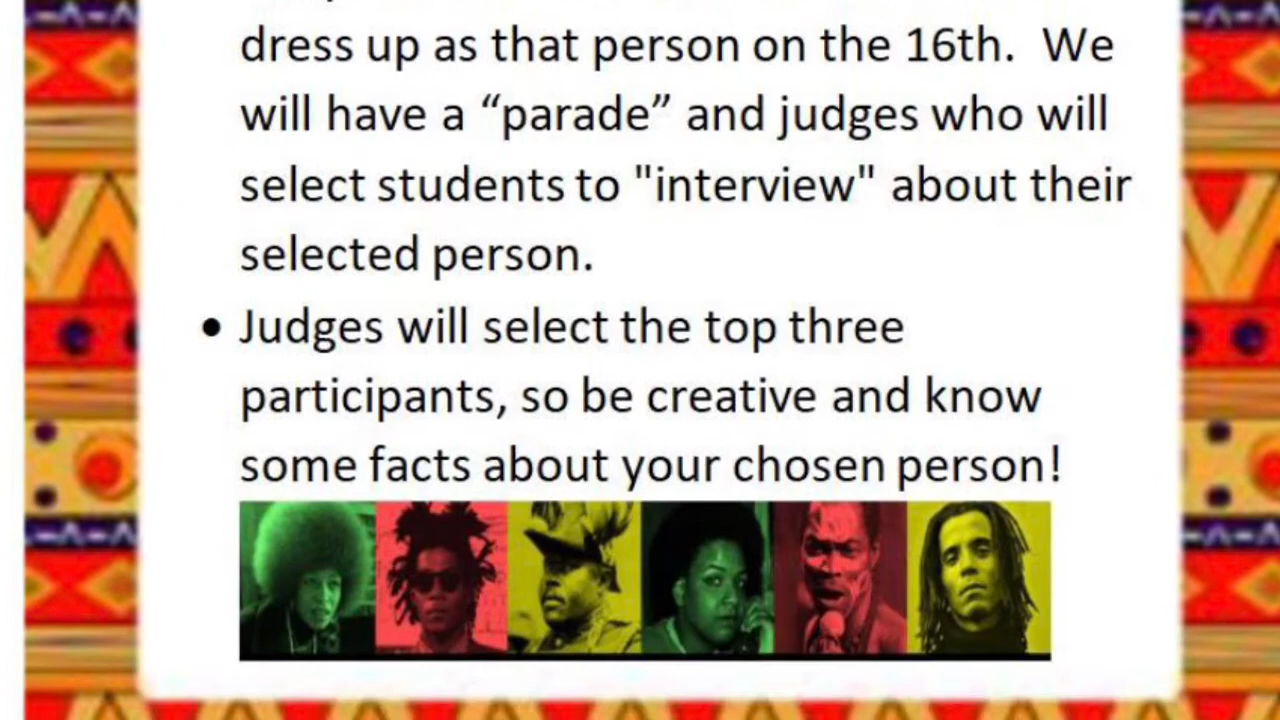 dress up as that person on the 16th.  We
will have a “parade” and judges who will
select students to "interview" about their
selected person.
• Judges will select the top three
participants, so be creative and know
some facts about your chosen person!